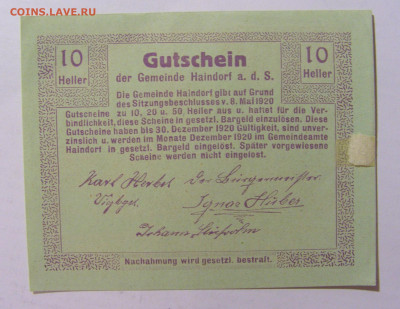 COINS.LAVE.RU
10 Gutschein 10
Heller der Gemeinde Haindorf a. d. S. Heller
Die Gemeinde Haindorf gibt auf Grund
des Sitzungsbeschlusses v. 8. Mai 1920
Gutscheine zu 10, 20 u. 50 Heller aus u. haftet für die Ver-
bindlichkeit, diese Scheine in gesetzl. Bargeld einzulösen. Diese
Gutscheine haben bis 30. Dezember 1920 Gültigkeit, sind unver-
zinslich u. werden im Monate Dezember 1920 im Gemeindeamte
Haindorf in gesetzl. Bargeld eingelöst. Später vorgewiesene
Scheine werden nicht eingelöst.
Karl Herbst Der Bürgermeister
Vizbgst. Ignaz Huber
Johann
Nachahmung wird gesetzl. bestraft.